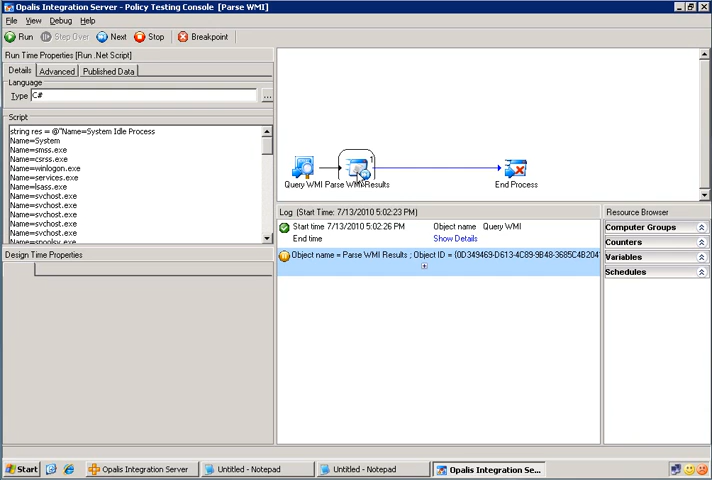 Opalis Integration Server - Policy Testing Console [Parse WMI]
File View Debug Help
Run Step Over Next Stop Breakpoint
Run Time Properties [Run .Net Script]
Details Advanced Published Data
Language
Type C# ...
Script
string res = @"Name=System Idle Process
Name=System
Name=smss.exe
Name=csrss.exe
Name=winlogon.exe
Name=services.exe
Name=lsass.exe
Name=svchost.exe
Name=svchost.exe
Name=svchost.exe
Name=svchost.exe
Name=svchost.exe
Name=spoolsv.exe
Design Time Properties
1
Query WMI Parse WMI Results End Process
Log (Start Time: 7/13/2010 5:02:23 PM)
Start time 7/13/2010 5:02:26 PM Object name Query WMI
End time Show Details
Object name = Parse WMI Results ; Object ID = {0D349469-D613-4C89-9B48-3685C4B204
Resource Browser
Computer Groups
Counters
Variables
Schedules
Start Opalis Integration Server Untitled - Notepad Untitled - Notepad Opalis Integration Se...